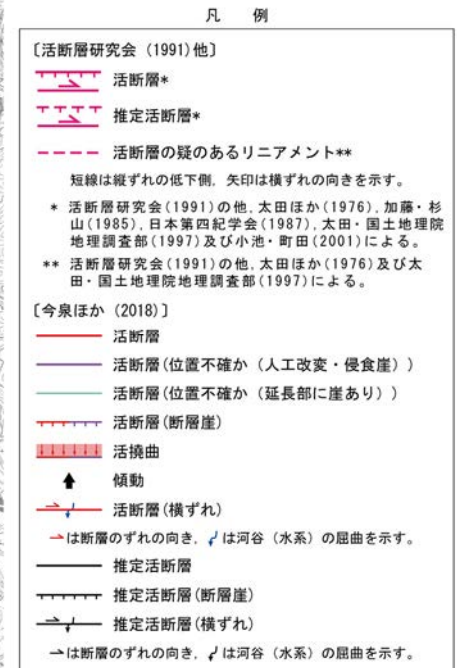 凡 例
〔活断層研究会 (1991)他〕
活断層*
推定活断層*
活断層の疑のあるリニアメント**
短線は縦ずれの低下側, 矢印は横ずれの向きを示す。
* 活断層研究会(1991)の他, 太田ほか(1976), 加藤・杉
山(1985), 日本第四紀学会(1987), 太田・国土地理院
地理調査部(1997)及び小池・町田(2001)による。
** 活断層研究会(1991)の他, 太田ほか(1976)及び太
田・国土地理院地理調査部(1997)による。
〔今泉ほか (2018)〕
活断層
活断層(位置不確か (人工改変・侵食崖))
活断層(位置不確か (延長部に崖あり))
活断層(断層崖)
活撓曲
傾動
活断層(横ずれ)
→は断層のずれの向き, は河谷 (水系) の屈曲を示す。
推定活断層
推定活断層(断層崖)
推定活断層(横ずれ)
→は断層のずれの向き, は河谷 (水系) の屈曲を示す。